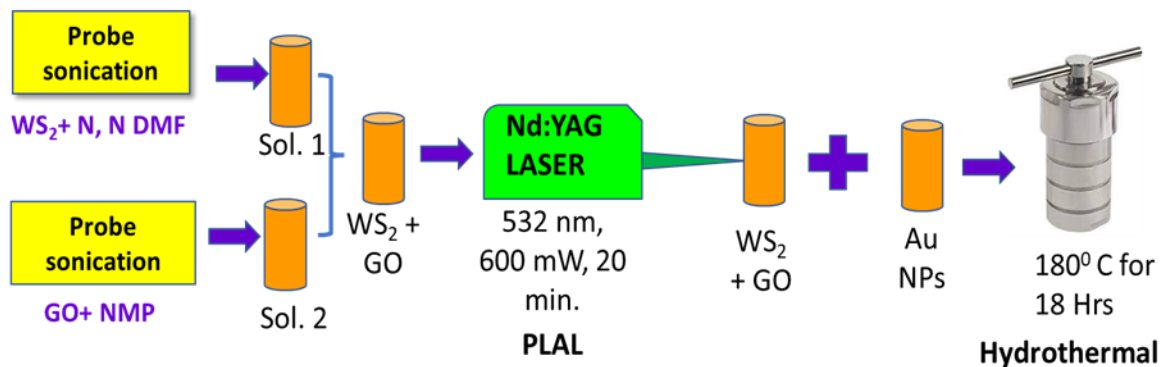 Probe
sonication
WS₂+ N, N DMF
Sol. 1
Probe
sonication
GO+ NMP
Sol. 2
WS₂ +
GO
Nd:YAG
LASER
532 nm,
600 mW, 20
min.
PLAL
WS₂
+ GO
Au
NPs
180⁰ C for
18 Hrs
Hydrothermal